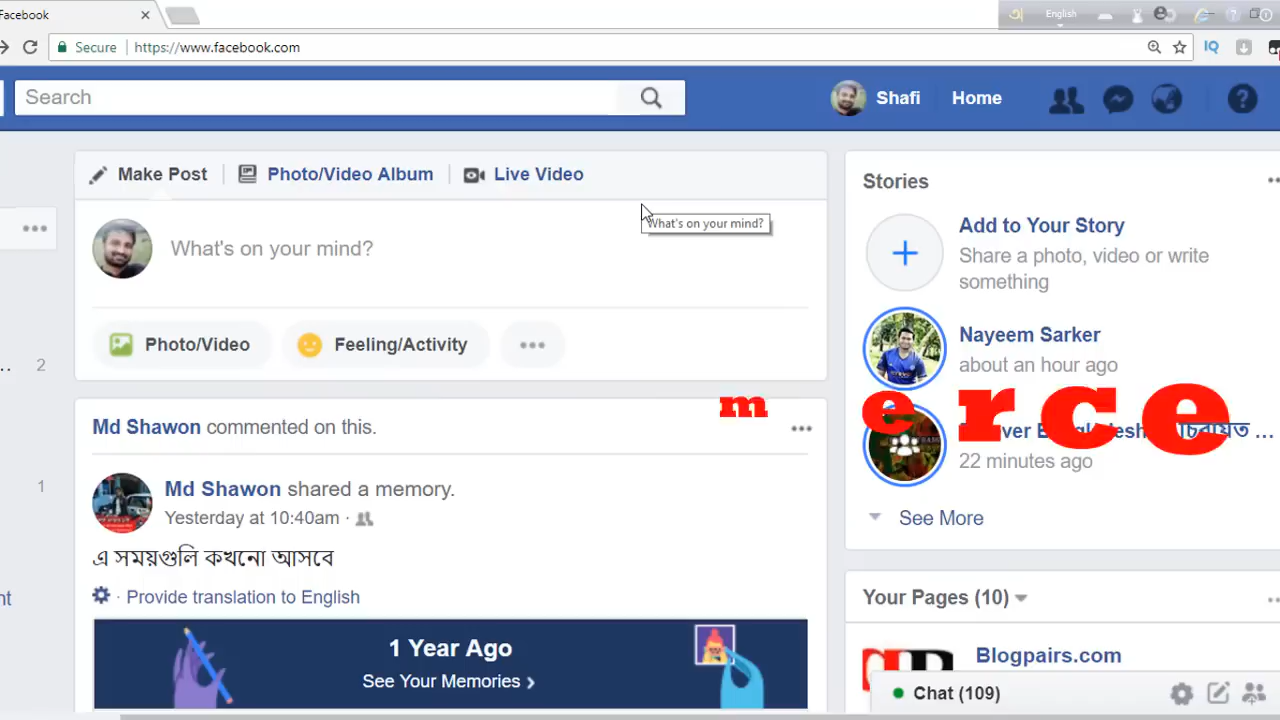 Facebook
English
Secure
https://www.facebook.com
Search
Shafi
Home
Make Post
Photo/Video Album
Live Video
What's on your mind?
What's on your mind?
Photo/Video
Feeling/Activity
2
Md Shawon commented on this.
1
Md Shawon shared a memory.
Yesterday at 10:40am ·
এ সময়গুলি কখনো আসবে
· Provide translation to English
1 Year Ago
See Your Memories
Stories
Add to Your Story
Share a photo, video or write
something
Nayeem Sarker
about an hour ago
m e r c e
22 minutes ago
See More
Your Pages (10)
Blogpairs.com
Chat (109)